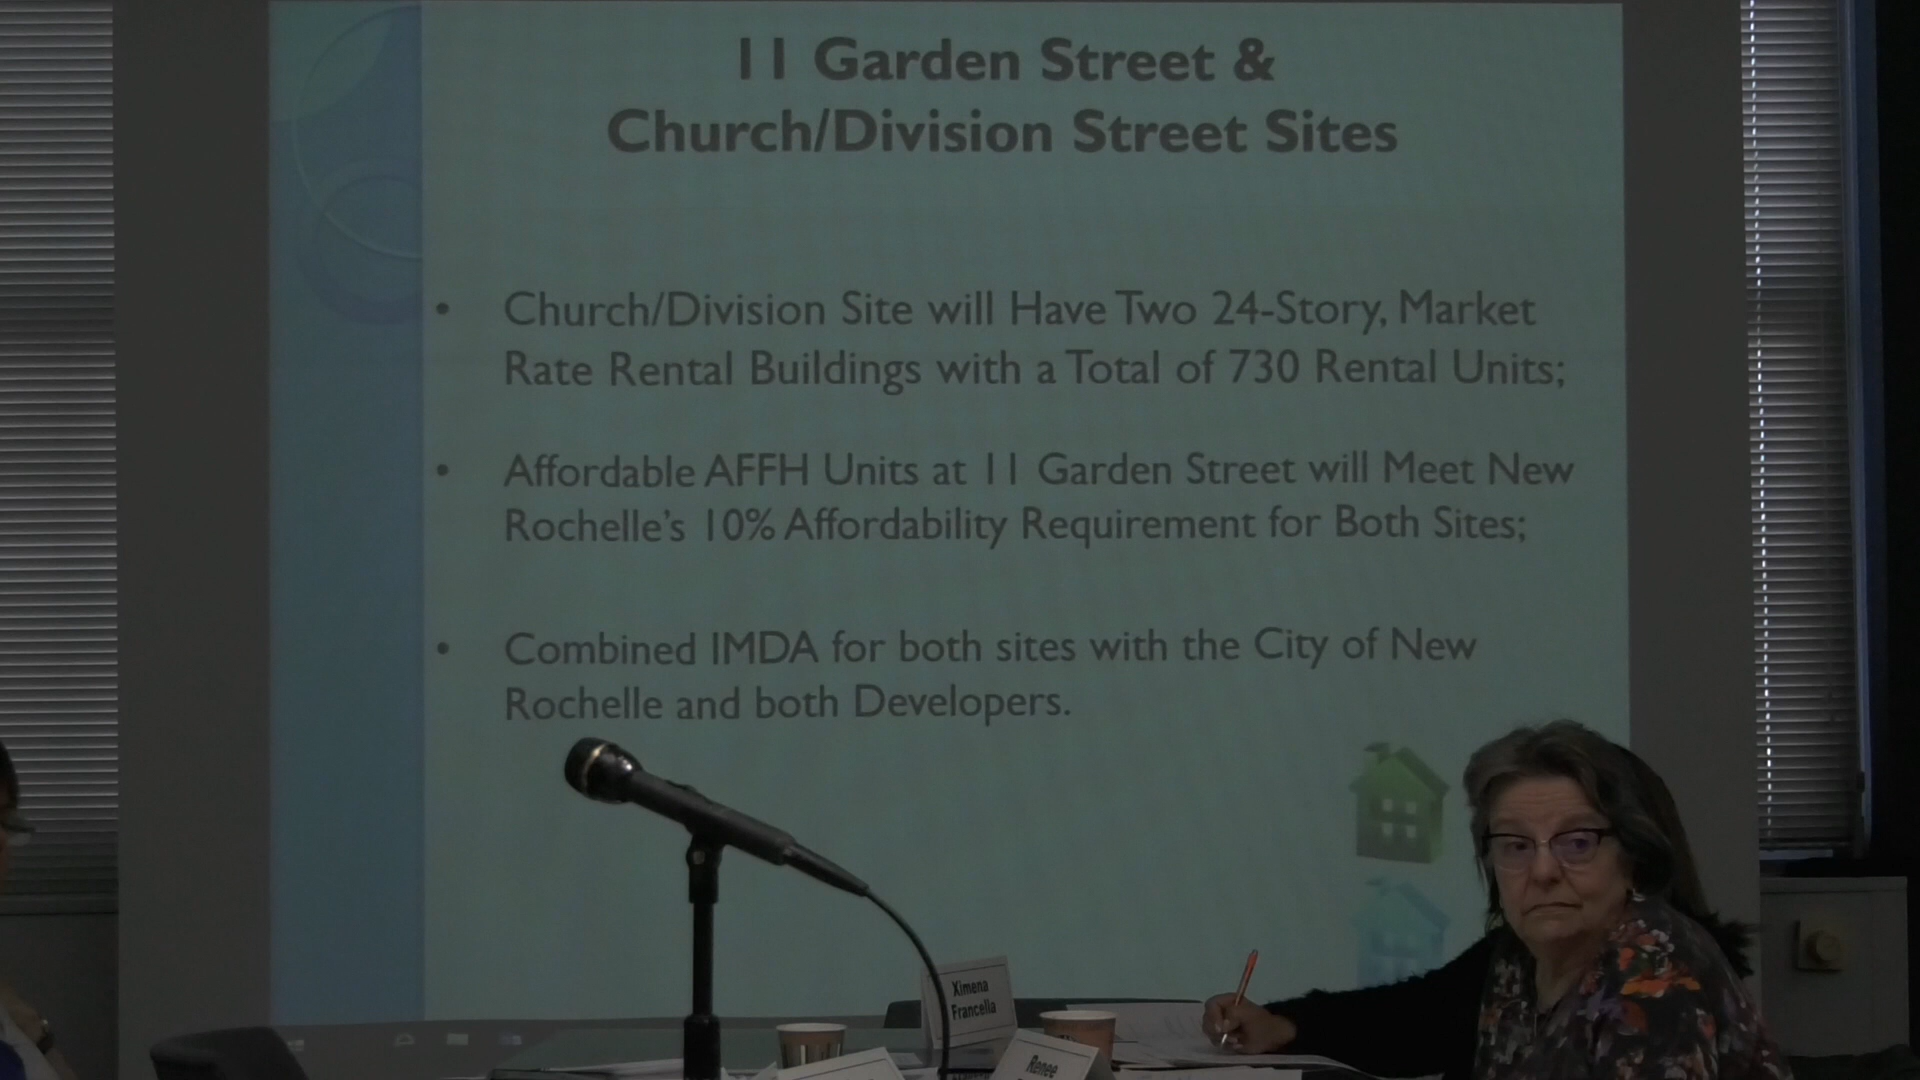 11 Garden Street &
Church/Division Street Sites
• Church/Division Site will Have Two 24-Story, Market
Rate Rental Buildings with a Total of 730 Rental Units;
• Affordable AFFH Units at 11 Garden Street will Meet New
Rochelle's 10% Affordability Requirement for Both Sites;
• Combined IMDA for both sites with the City of New
Rochelle and both Developers.
Ximena
Francella
Renee